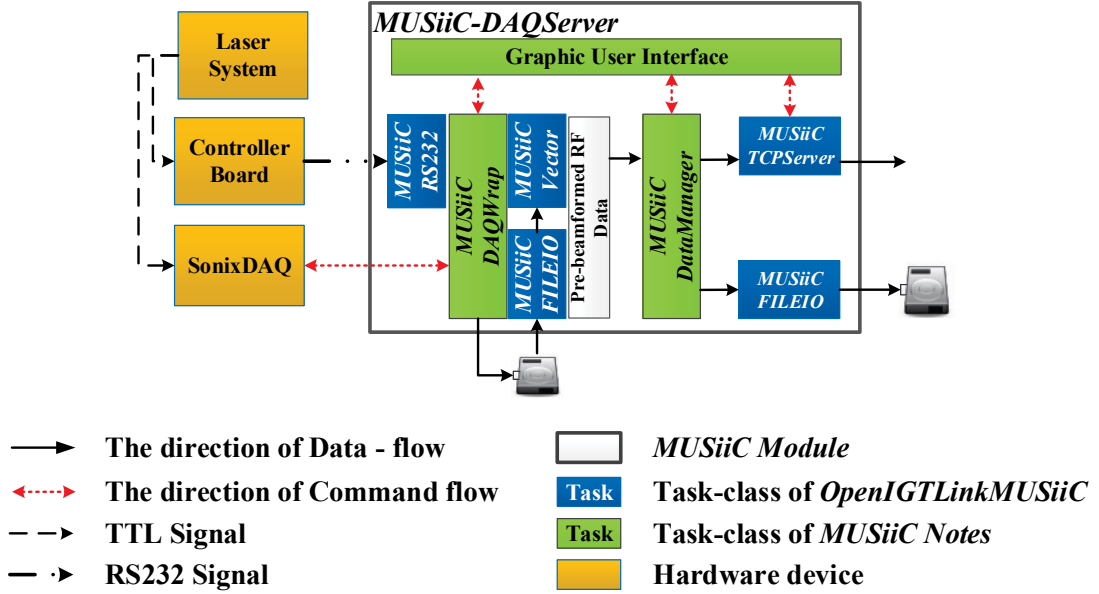 MUSiiC-DAQServer
Laser
System
Graphic User Interface
Controller
Board
MUSiiC
RS232
MUSiiC
DAQWrap
MUSiiC
Vector
MUSiiC
FILEIO
Pre-beamformed RF
Data
MUSiiC
DataManager
MUSiiC
TCPServer
SonixDAQ
MUSiiC
FILEIO
The direction of Data - flow
The direction of Command flow
TTL Signal
RS232 Signal
MUSiiC Module
Task
Task-class of OpenIGTLinkMUSiiC
Task
Task-class of MUSiiC Notes
Hardware device